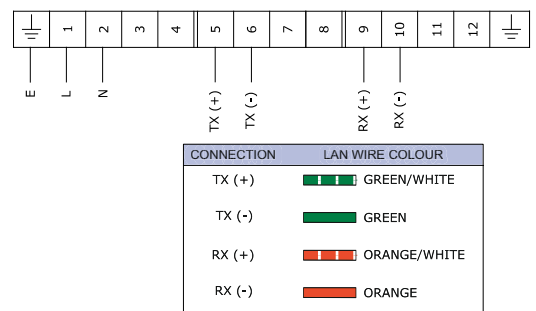 1 2 3 4 5 6 7 8 9 10 11 12
E L N TX (+) TX (-) RX (+) RX (-)
CONNECTION LAN WIRE COLOUR
TX (+) GREEN/WHITE
TX (-) GREEN
RX (+) ORANGE/WHITE
RX (-) ORANGE